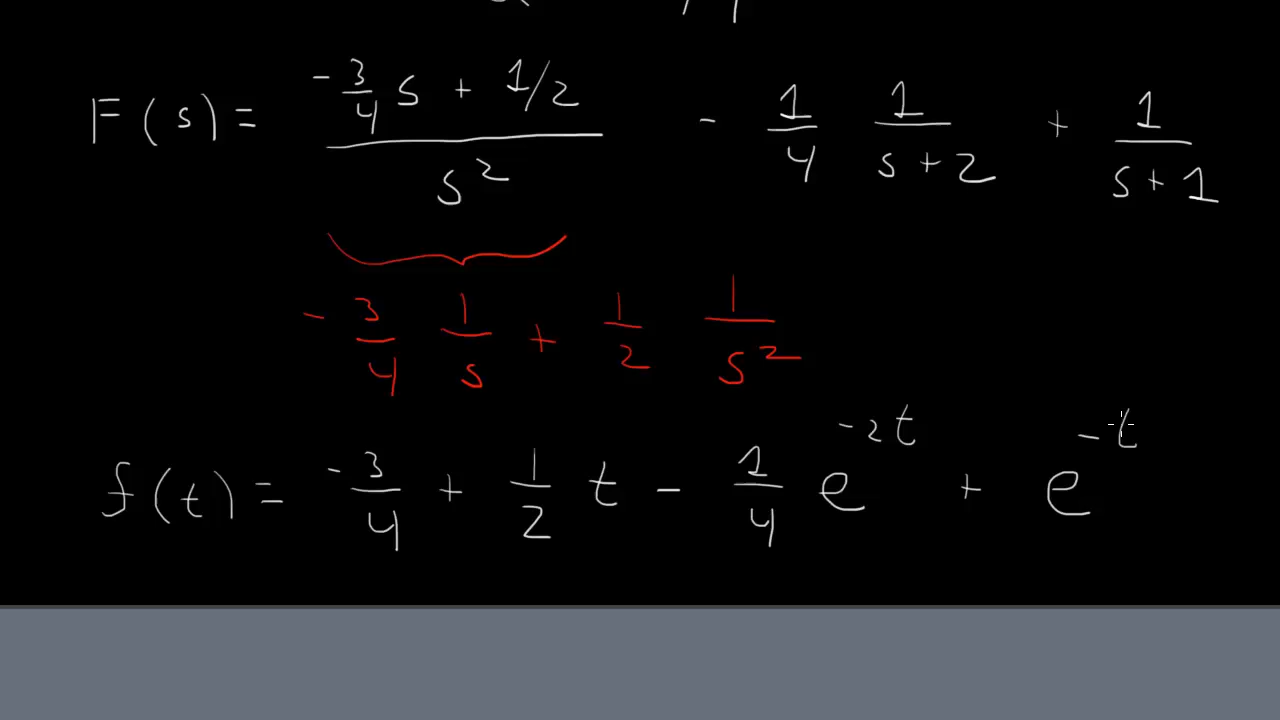 F(s) = (-3/4 s + 1/2)/s² - 1/4 1/(s+2) + 1/(s+1)
-3/4 1/s + 1/2 1/s²
f(t) = -3/4 + 1/2 t - 1/4 e^(-2t) + e^(-t)